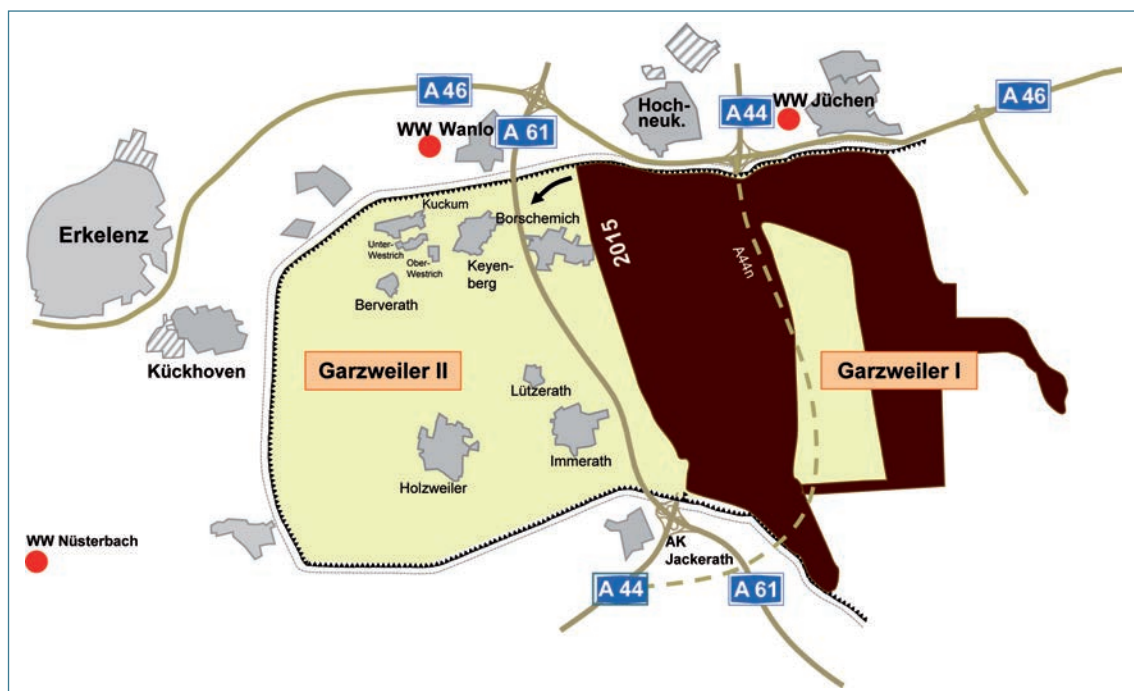 A 46
WW Wanlo
A 61
Hoch-
neuk.
A 44
WW Jüchen
A 46
Erkelenz
Kuckum
Borschemich
Unter-
Westrich
Ober-
Westrich
Keyen-
berg
Berverath
2015
A44n
Kückhoven
Garzweiler II
Garzweiler I
Lützerath
Immerath
Holzweiler
WW Nüsterbach
AK
Jackerath
A 44
A 61